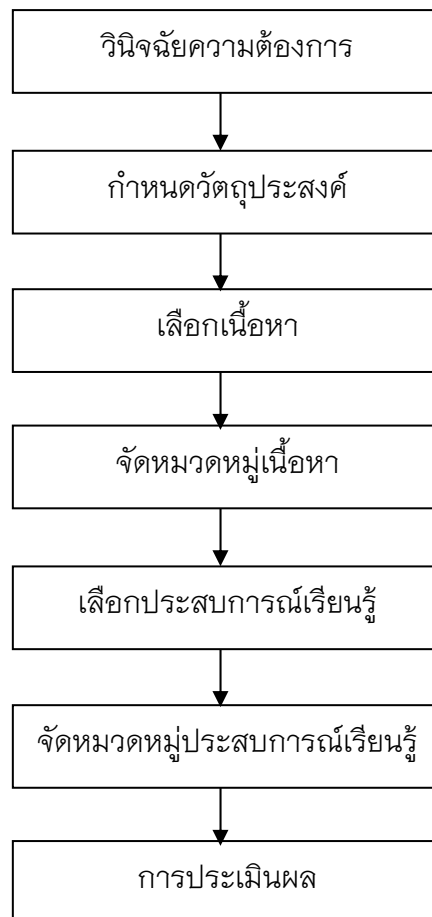 วินิจฉัยความต้องการ
กำหนดวัตถุประสงค์
เลือกเนื้อหา
จัดหมวดหมู่เนื้อหา
เลือกประสบการณ์เรียนรู้
จัดหมวดหมู่ประสบการณ์เรียนรู้
การประเมินผล